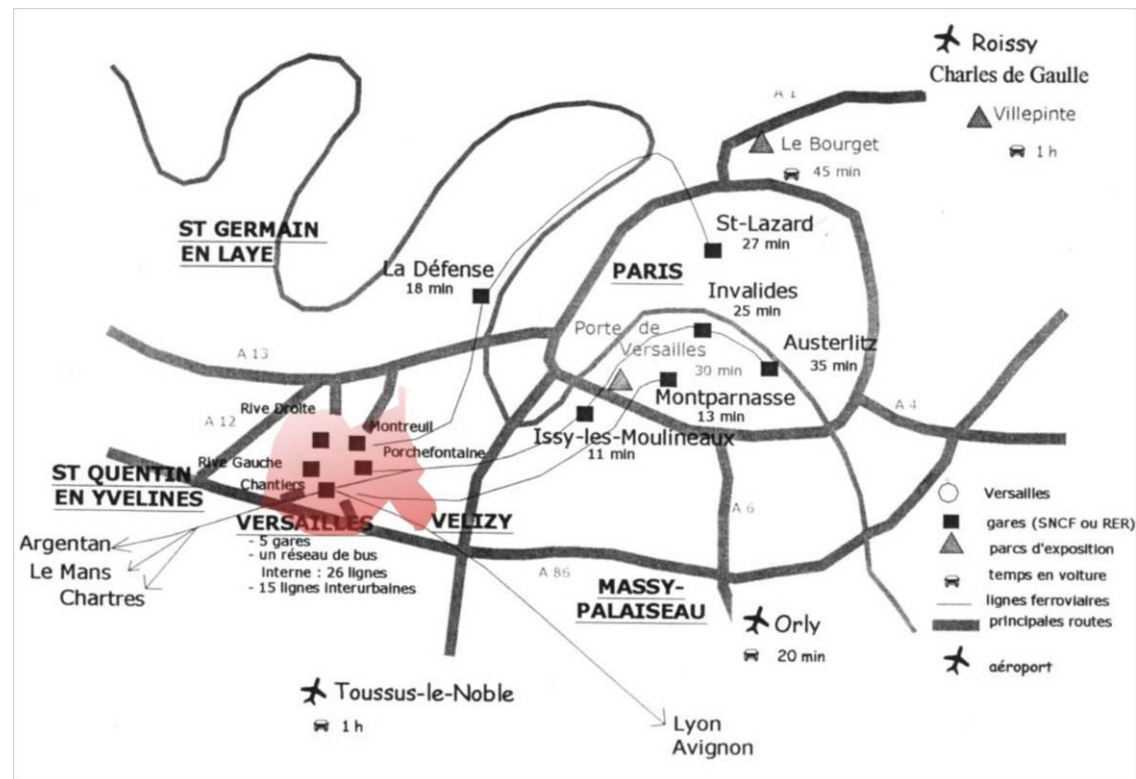 Roissy
Charles de Gaulle
A 1
Villepinte
1 h
Le Bourget
45 min
ST GERMAIN
EN LAYE
St-Lazard
27 min
La Défense
18 min
PARIS
Invalides
25 min
Porte de
Versailles
30 min
Austerlitz
35 min
A 13
Montparnasse
13 min
Rive Droite
A 12
Montreuil
Issy-les-Moulineaux
11 min
A 4
Porchefontaine
Rive Gauche
ST QUENTIN
EN YVELINES
Chantiers
VERSAILLES
- 5 gares
- un réseau de bus
Interne : 26 lignes
- 15 lignes interurbaines
VELIZY
A 6
Argentan
Le Mans
Chartres
A 86
MASSY-
PALAISEAU
Versailles
gares (SNCF ou RER)
parcs d'exposition
temps en voiture
lignes ferroviaires
principales routes
aéroport
Orly
20 min
Toussus-le-Noble
1 h
Lyon
Avignon